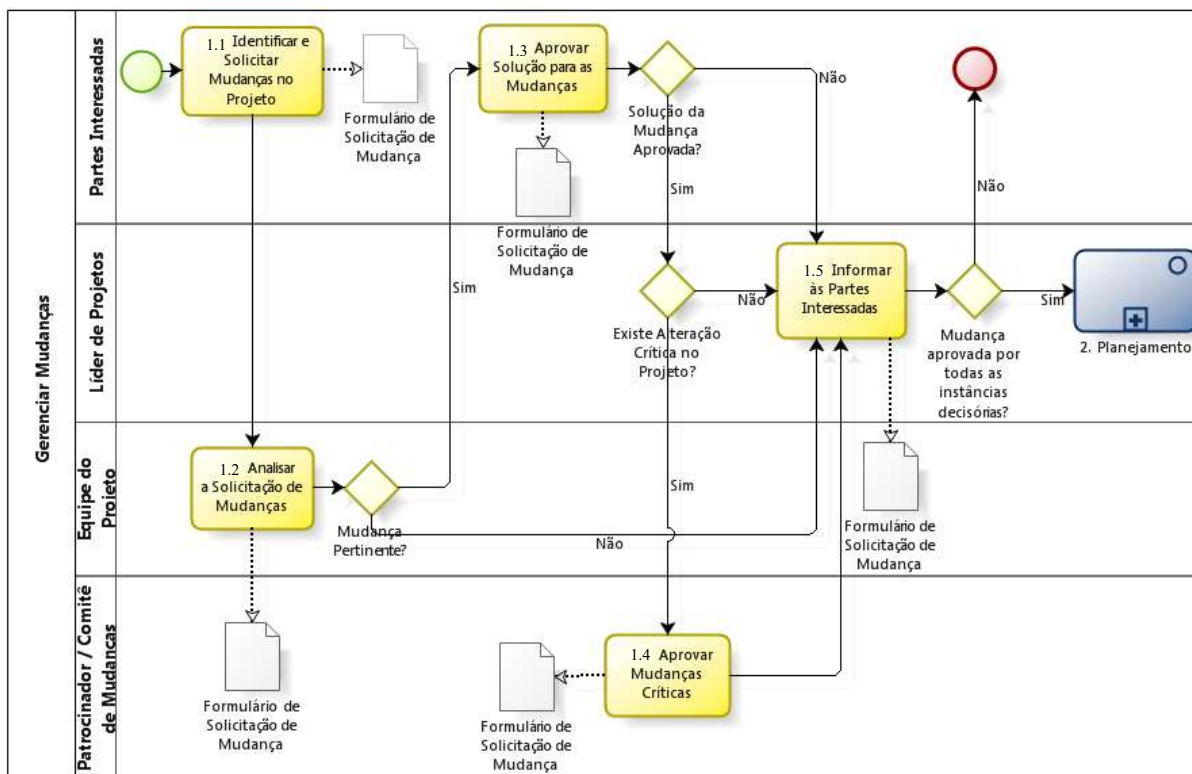 Gerenciar Mudanças
Partes Interessadas
1.1 Identificar e
Solicitar
Mudanças no
Projeto
Formulário de
Solicitação de
Mudança
1.3 Aprovar
Solução para as
Mudanças
Formulário de
Solicitação de
Mudança
Solução da
Mudança
Aprovada?
Não
Sim
Não
Líder de Projetos
Sim
Existe Alteração
Crítica no
Projeto?
Não
Sim
1.5 Informar
às Partes
Interessadas
Mudança
aprovada por
todas as
instâncias
decisórias?
Sim
2. Planejamento
Equipe do
Projeto
1.2 Analisar
a Solicitação de
Mudanças
Mudança
Pertinente?
Não
Formulário de
Solicitação de
Mudança
Patrocinador / Comitê
de Mudanças
Formulário de
Solicitação de
Mudança
Formulário de
Solicitação de
Mudança
1.4 Aprovar
Mudanças
Críticas